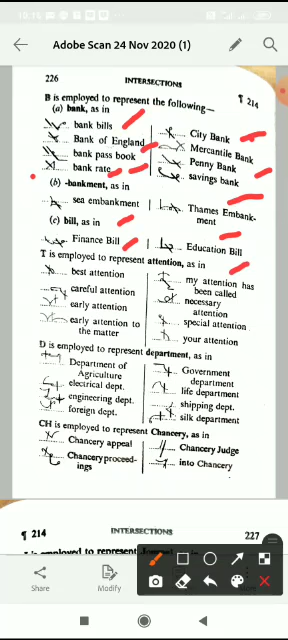 10:15
Adobe Scan 24 Nov 2020 (1)
226 INTERSECTIONS ¶ 214
B is employed to represent the following—
(a) bank, as in
bank bills
Bank of England
bank pass book
bank rate
City Bank
Mercantile Bank
Penny Bank
savings bank
(b) -bankment, as in
sea embankment
Thames Embank-
ment
(c) bill, as in
Finance Bill
Education Bill
T is employed to represent attention, as in
best attention
careful attention
early attention
early attention to
the matter
my attention has
been called
necessary
attention
special attention
your attention
D is employed to represent department, as in
Department of
Agriculture
electrical dept.
engineering dept.
foreign dept.
Government
department
life department
shipping dept.
silk department
CH is employed to represent Chancery, as in
Chancery appeal
Chancery proceed-
ings
Chancery Judge
into Chancery
¶ 214 INTERSECTIONS 227
Share
Modify